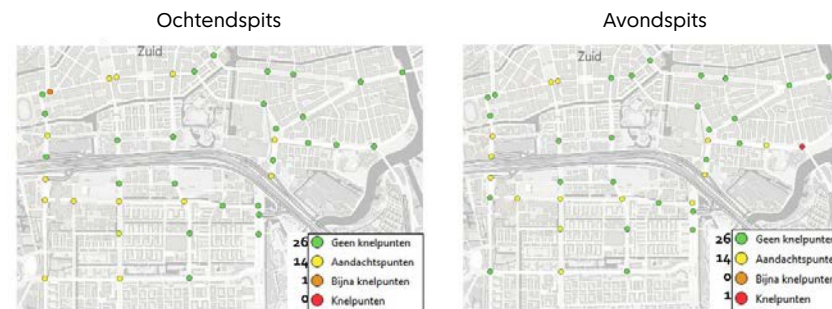 Ochtendspits
Zuid
26 Geen knelpunten
14 Aandachtspunten
1 Bijna knelpunten
0 Knelpunten
Avondspits
Zuid
26 Geen knelpunten
14 Aandachtspunte
0 Bijna knelpunten
1 Knelpunten